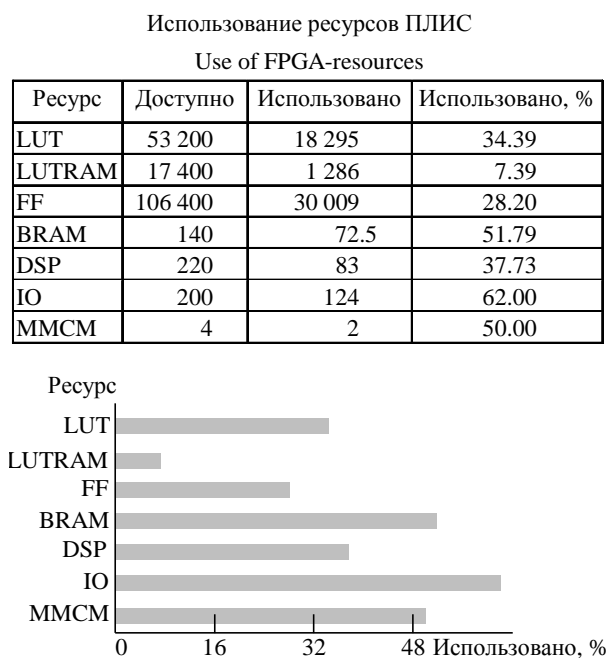 Использование ресурсов ПЛИС
Use of FPGA-resources
Ресурс Доступно Использовано Использовано, %
LUT 53 200 18 295 34.39
LUTRAM 17 400 1 286 7.39
FF 106 400 30 009 28.20
BRAM 140 72.5 51.79
DSP 220 83 37.73
IO 200 124 62.00
MMCM 4 2 50.00
Ресурс
LUT
LUTRAM
FF
BRAM
DSP
IO
MMCM
0 16 32 48 Использовано, %